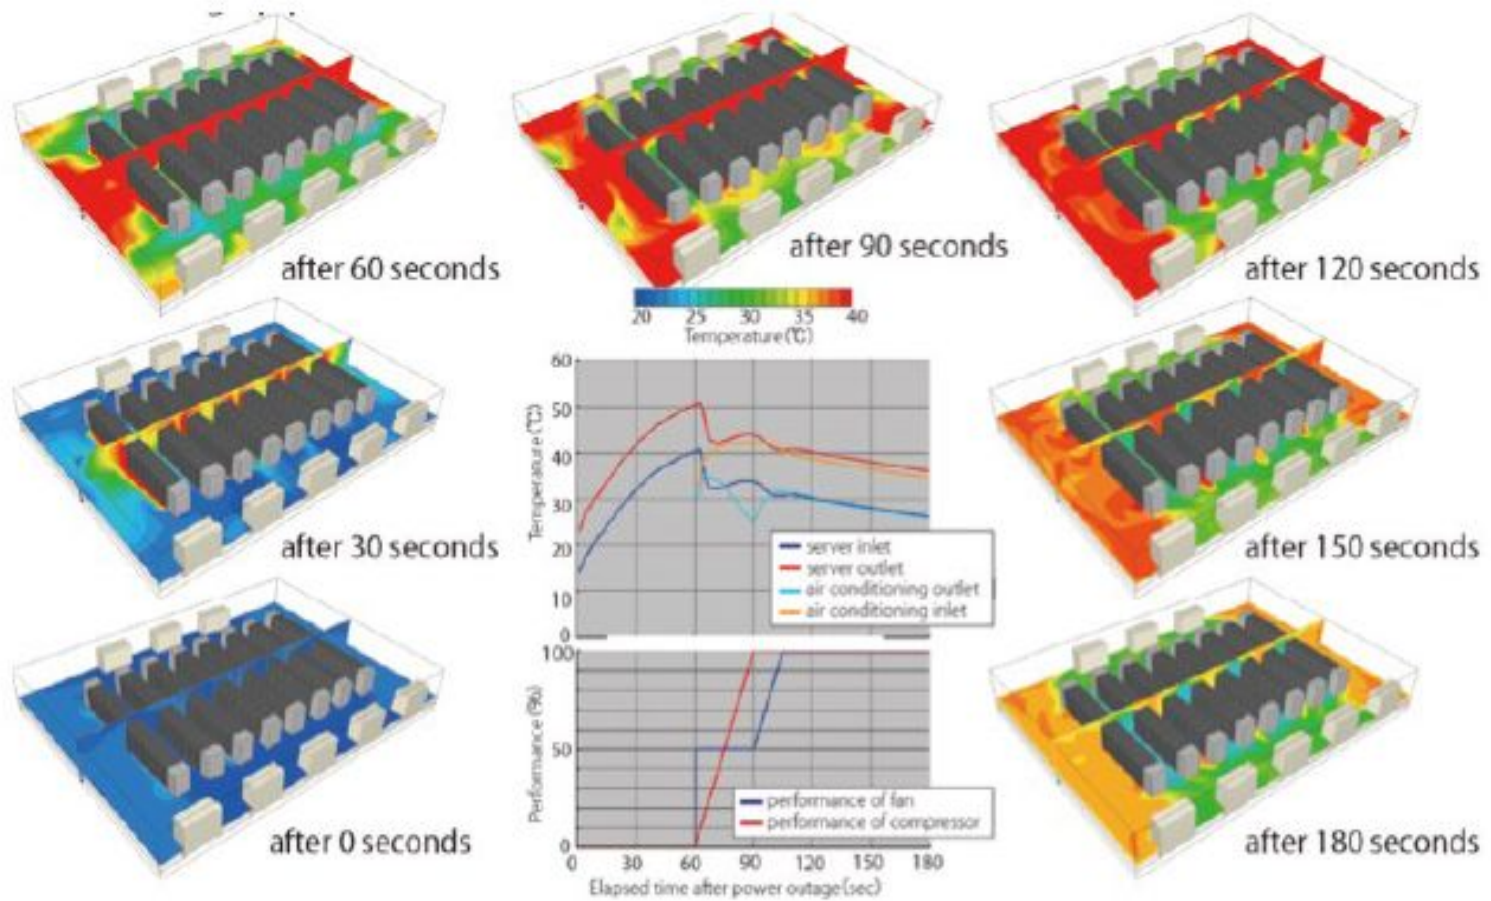 after 60 seconds
after 90 seconds
after 120 seconds
20 25 30 35 40
Temperature(℃)
after 30 seconds
after 150 seconds
after 0 seconds
after 180 seconds
Temperature(℃)
60
50
40
30
20
10
0
server inlet
server outlet
air conditioning outlet
air conditioning inlet
Performance(%)
100
50
0
performance of fan
performance of compressor
0 30 60 90 120 150 180
Elapsed time after power outage(sec)